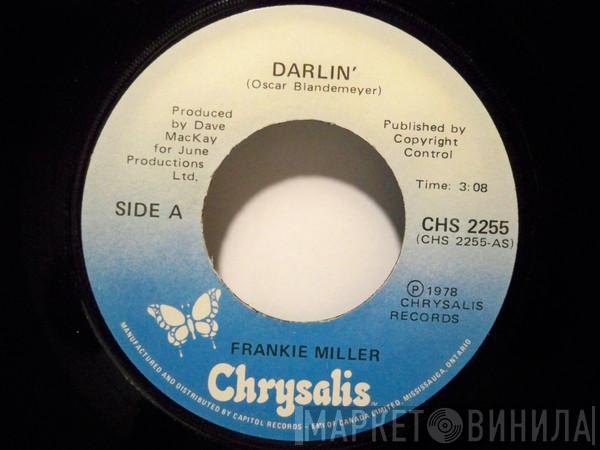 DARLIN'
(Oscar Blandemeyer)
Produced
by Dave
MacKay
for June
Productions
Ltd.
Published by
Copyright
Control
Time: 3:08
SIDE A
CHS 2255
(CHS 2255-AS)
℗ 1978
CHRYSALIS
RECORDS
FRANKIE MILLER
Chrysalis™
MANUFACTURED AND DISTRIBUTED BY CAPITOL RECORDS - EMI OF CANADA LIMITED, MISSISSAUGA, ONTARIO
МАРКЕТ ВИНИЛА